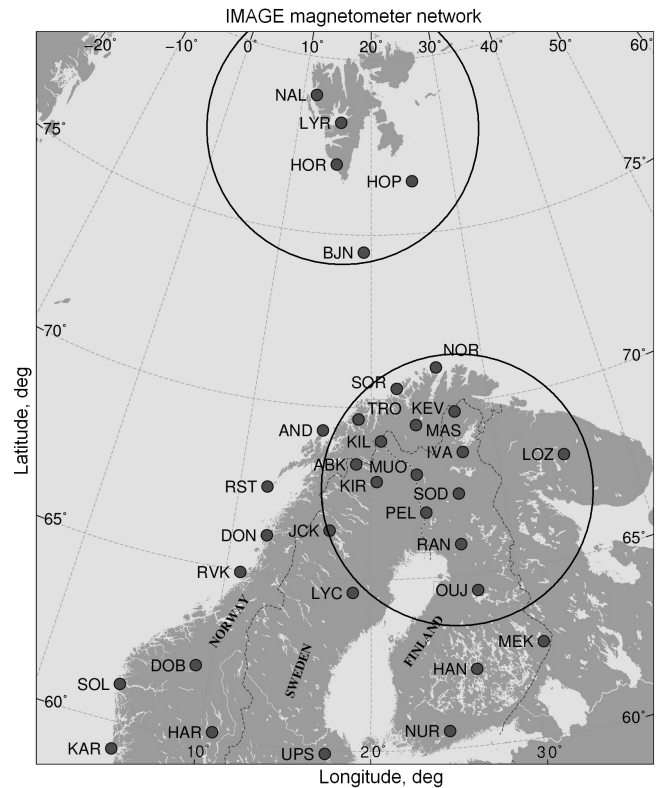 IMAGE magnetometer network
−20° −10° 0° 10° 20° 30° 40° 50° 60°
NAL
75°
LYR
75°
HOR
HOP
BJN
70°
NOR
70°
SOR
TRO KEV
AND
MAS
KIL
IVA
LOZ
ABK MUO
RST
KIR
SOD
PEL
65°
DON
JCK
RAN
65°
RVK
LYC
OUJ
NORWAY
FINLAND
MEK
SWEDEN
DOB
HAN
SOL
60°
60°
HAR
NUR
KAR
UPS
10 20° 30°
Latitude, deg
Longitude, deg